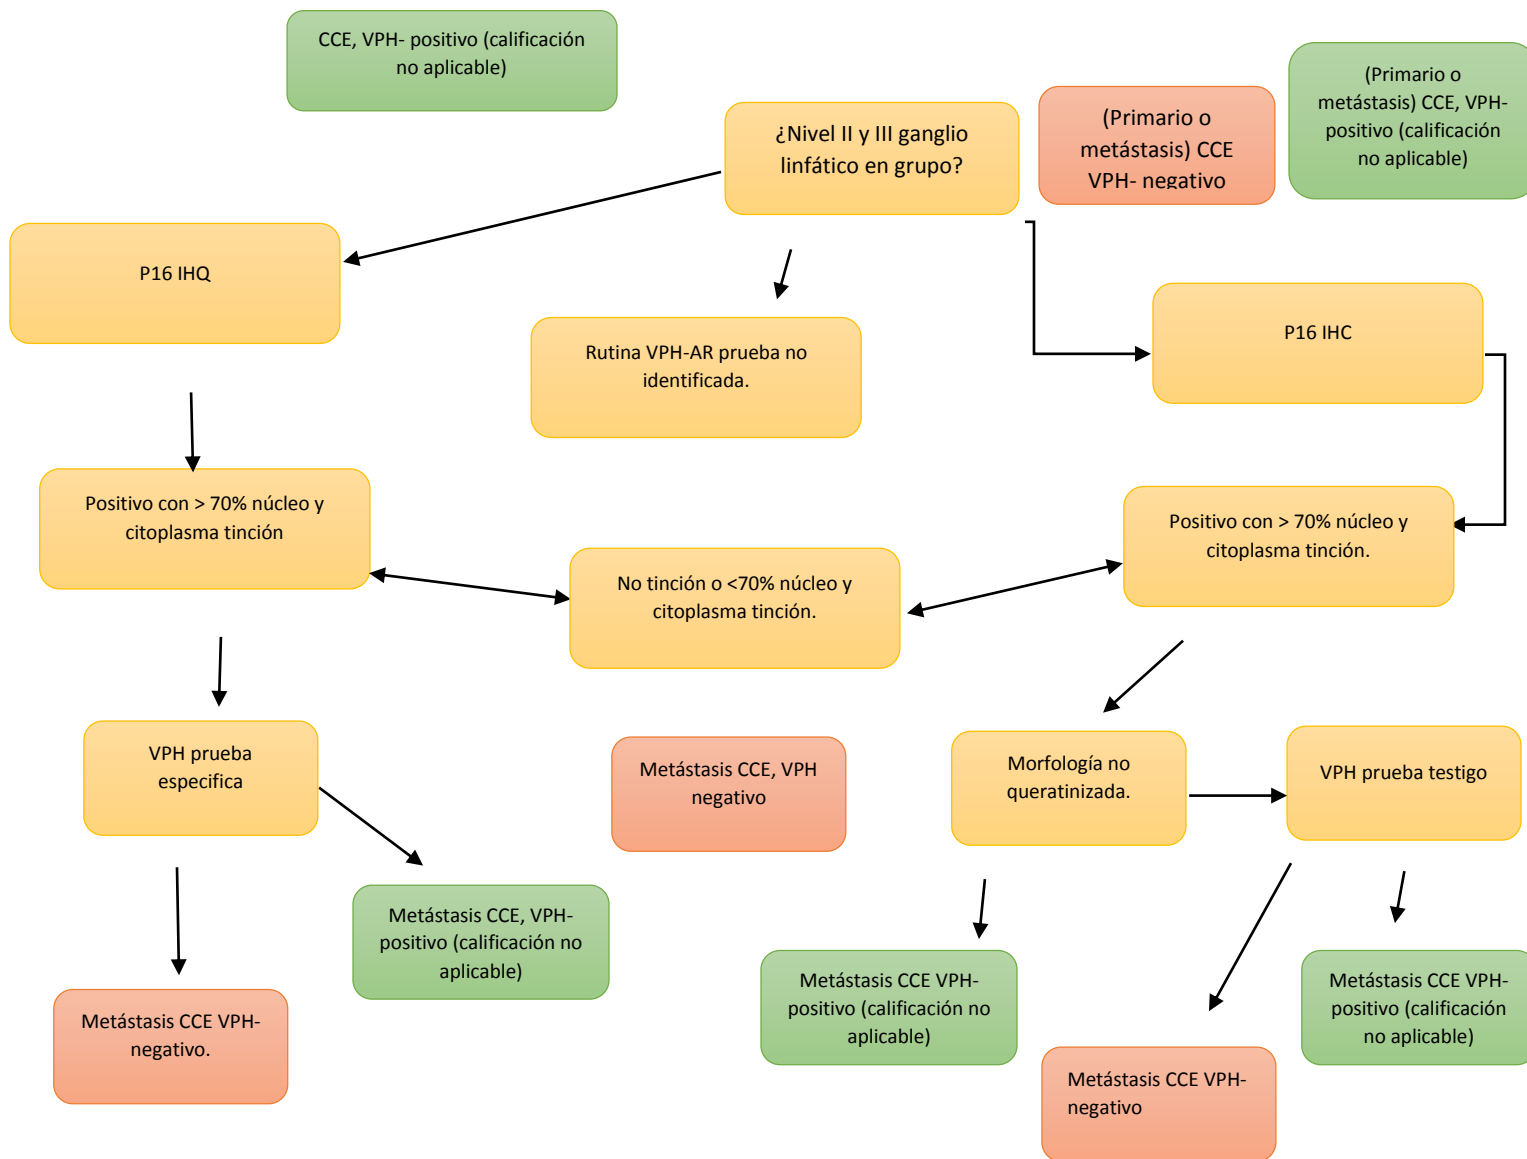 CCE, VPH- positivo (calificación
no aplicable)
¿Nivel II y III ganglio
linfático en grupo?
(Primario o
metástasis) CCE
VPH- negativo
(Primario o
metástasis) CCE, VPH-
positivo (calificación
no aplicable)
P16 IHQ
Rutina VPH-AR prueba no
identificada.
P16 IHC
Positivo con > 70% núcleo y
citoplasma tinción
No tinción o <70% núcleo y
citoplasma tinción.
Positivo con > 70% núcleo y
citoplasma tinción.
VPH prueba
especifica
Metástasis CCE, VPH
negativo
Morfología no
queratinizada.
VPH prueba testigo
Metástasis CCE, VPH-
positivo (calificación no
aplicable)
Metástasis CCE VPH-
negativo.
Metástasis CCE VPH-
positivo (calificación no
aplicable)
Metástasis CCE VPH-
negativo
Metástasis CCE VPH-
positivo (calificación
no aplicable)